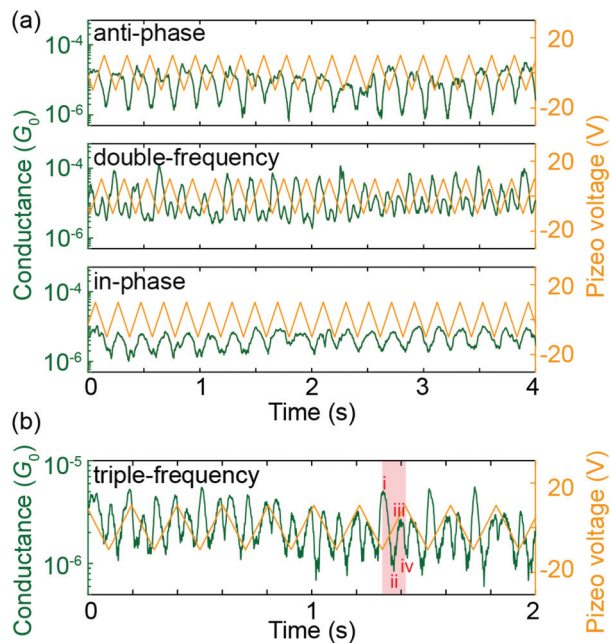 (a)
anti-phase
10⁻⁴
10⁻⁶
20
-20
double-frequency
10⁻⁴
10⁻⁶
20
-20
in-phase
10⁻⁴
10⁻⁶
20
-20
Conductance (G₀)
Pizeo voltage (V)
0 1 2 3 4
Time (s)
(b)
triple-frequency
10⁻⁵
10⁻⁶
20
-20
i
iii
iv
ii
Conductance (G₀)
Pizeo voltage (V)
0 1 2
Time (s)